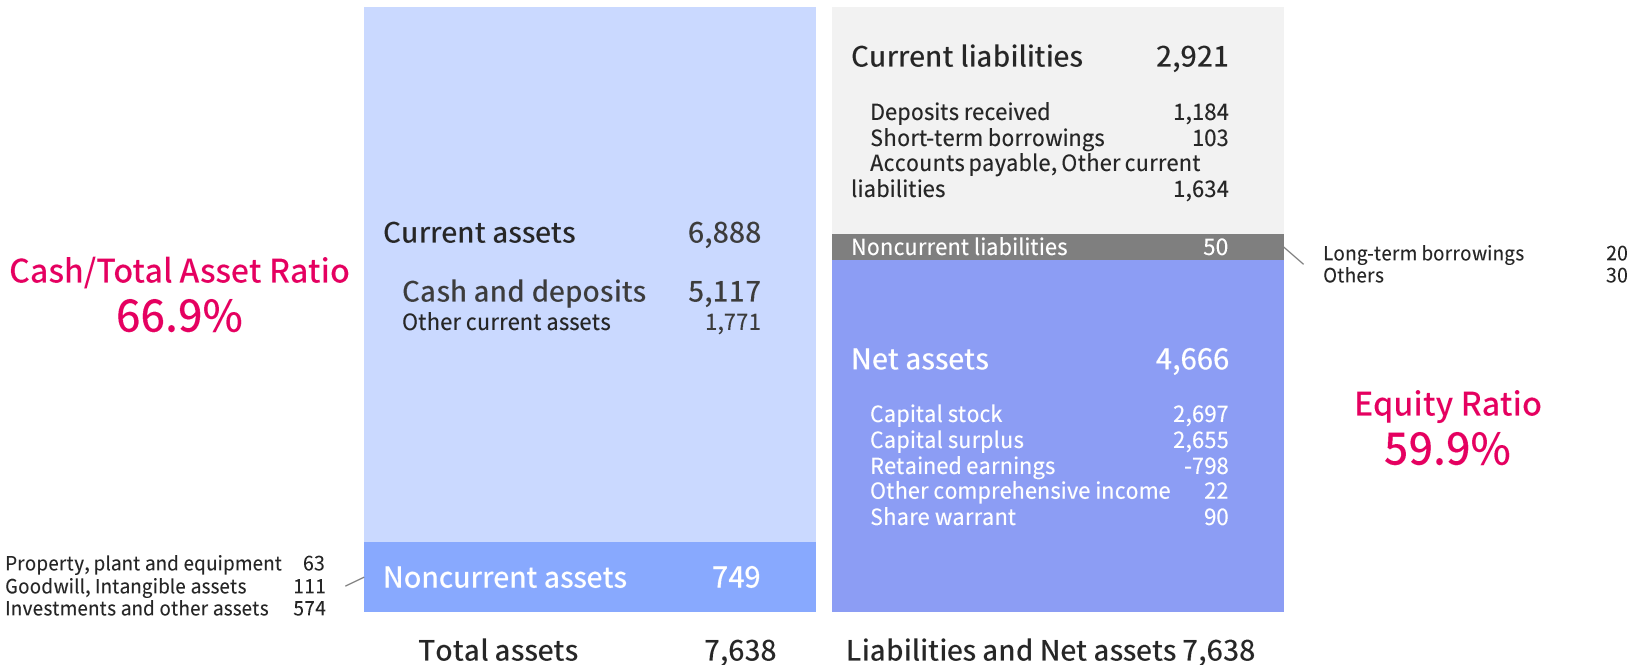 Cash/Total Asset Ratio
66.9%
Property, plant and equipment 63
Goodwill, Intangible assets 111
Investments and other assets 574
Current assets 6,888
Cash and deposits 5,117
Other current assets 1,771
Noncurrent assets 749
Total assets 7,638
Current liabilities 2,921
Deposits received 1,184
Short-term borrowings 103
Accounts payable, Other current
liabilities 1,634
Noncurrent liabilities 50
Net assets 4,666
Capital stock 2,697
Capital surplus 2,655
Retained earnings -798
Other comprehensive income 22
Share warrant 90
Liabilities and Net assets 7,638
Long-term borrowings 20
Others 30
Equity Ratio
59.9%